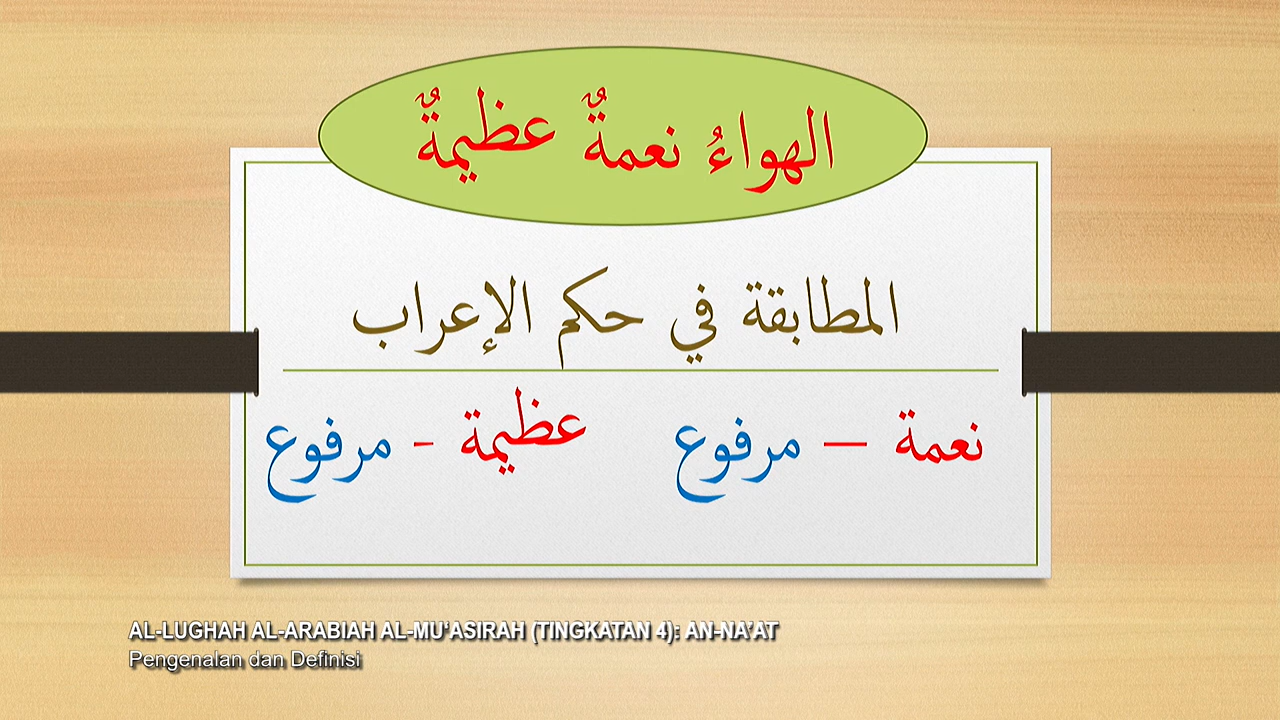 الهواءُ نعمةٌ عظيمةٌ
المطابقة في حكم الإعراب
نعمة – مرفوع عظيمة - مرفوع
AL-LUGHAH AL-ARABIAH AL-MU'ASIRAH (TINGKATAN 4): AN-NA'AT
Pengenalan dan Definisi